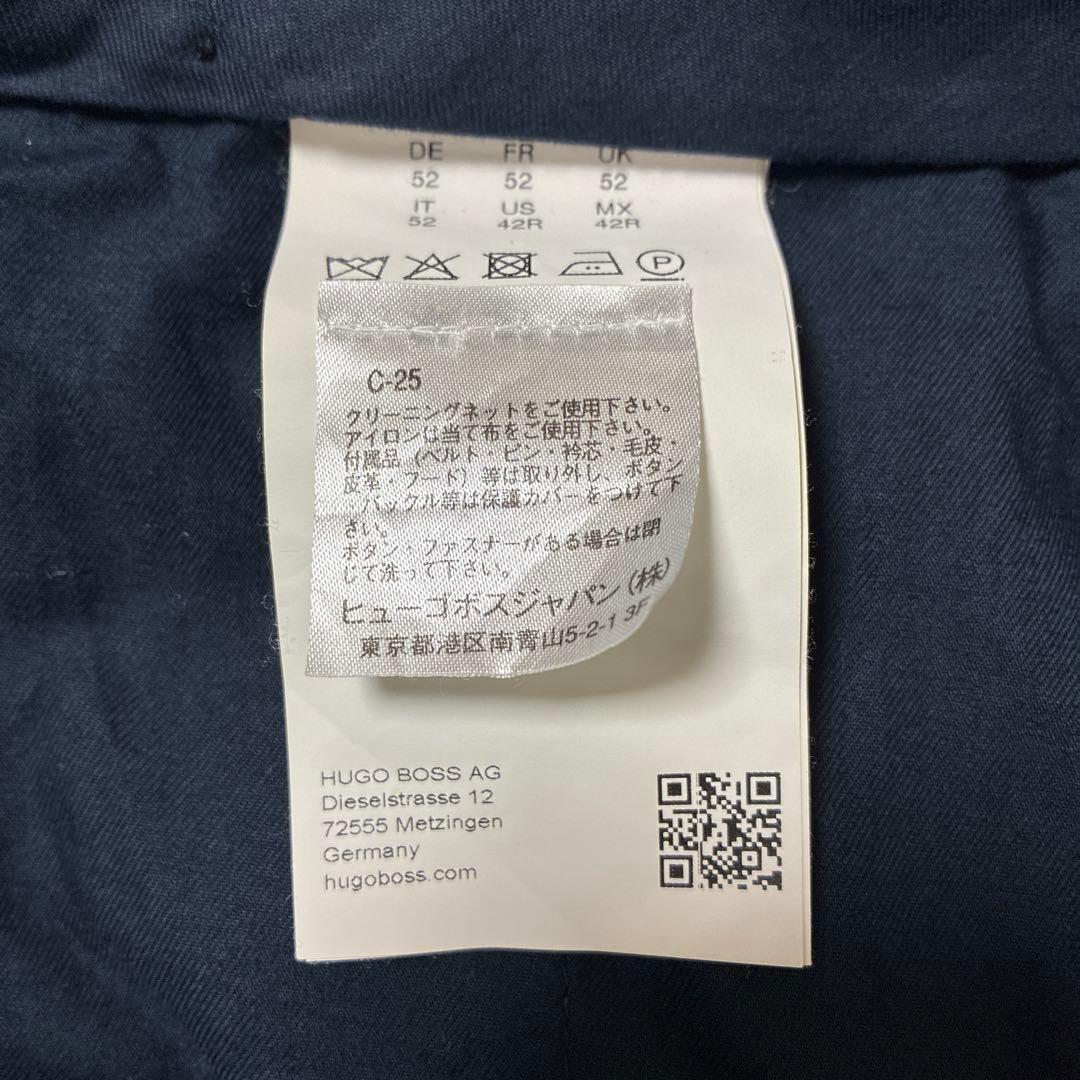 DE FR UK
52 52 52
IT US MX
52 42R 42R
P
C-25
クリーニングネットをご使用下さい。
アイロンは当て布をご使用下さい。
付属品(ベルト・ピン・衿芯・毛皮・
皮革・フード)等は取り外し、ボタン
・バックル等は保護カバーをつけて下
さい。
ボタン・ファスナーがある場合は閉
じて洗って下さい。
ヒューゴボスジャパン(株)
東京都港区南青山5-2-1 3F
HUGO BOSS AG
Dieselstrasse 12
72555 Metzingen
Germany
hugoboss.com